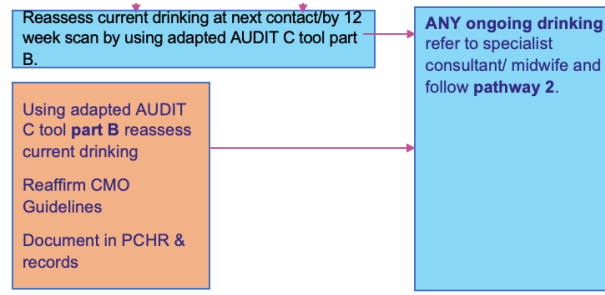 Reassess current drinking at next contact/by 12
week scan by using adapted AUDIT C tool part
B.
ANY ongoing drinking
refer to specialist
consultant/ midwife and
follow pathway 2.
Using adapted AUDIT
C tool part B reassess
current drinking
Reaffirm CMO
Guidelines
Document in PCHR &
records